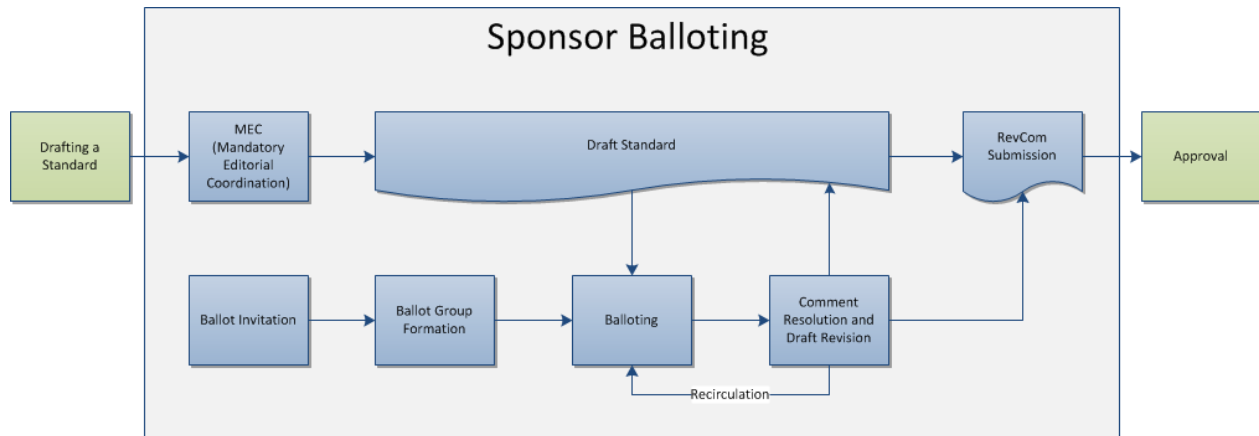 Sponsor Balloting
Drafting a
Standard
MEC
(Mandatory
Editorial
Coordination)
Draft Standard
RevCom
Submission
Approval
Ballot Invitation
Ballot Group
Formation
Balloting
Comment
Resolution and
Draft Revision
Recirculation